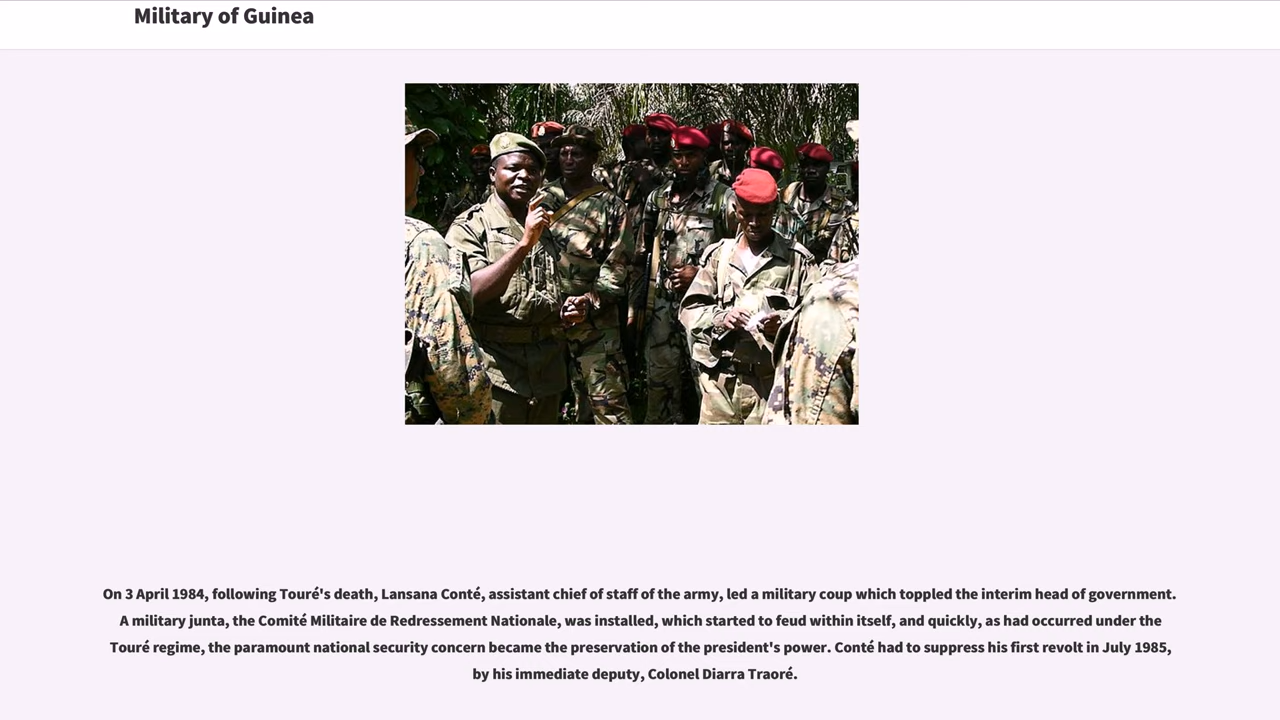 Military of Guinea
On 3 April 1984, following Touré's death, Lansana Conté, assistant chief of staff of the army, led a military coup which toppled the interim head of government.
A military junta, the Comité Militaire de Redressement Nationale, was installed, which started to feud within itself, and quickly, as had occurred under the
Touré regime, the paramount national security concern became the preservation of the president's power. Conté had to suppress his first revolt in July 1985,
by his immediate deputy, Colonel Diarra Traoré.